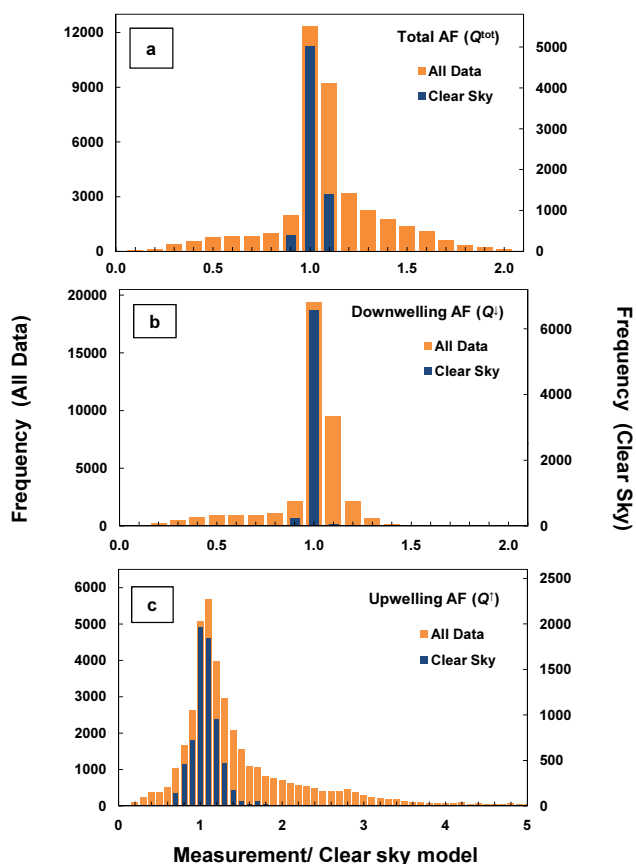 a
Total AF (Qtot)
All Data
Clear Sky
12000
9000
6000
3000
0
5000
4000
3000
2000
1000
0
0.0 0.5 1.0 1.5 2.0
b
Downwelling AF (Q↓)
All Data
Clear Sky
20000
15000
10000
5000
0
6000
4000
2000
0
0.0 0.5 1.0 1.5 2.0
c
Upwelling AF (Q↑)
All Data
Clear Sky
6000
5000
4000
3000
2000
1000
0
2500
2000
1500
1000
500
0
0 1 2 3 4 5
Frequency (All Data)
Frequency (Clear Sky)
Measurement/ Clear sky model